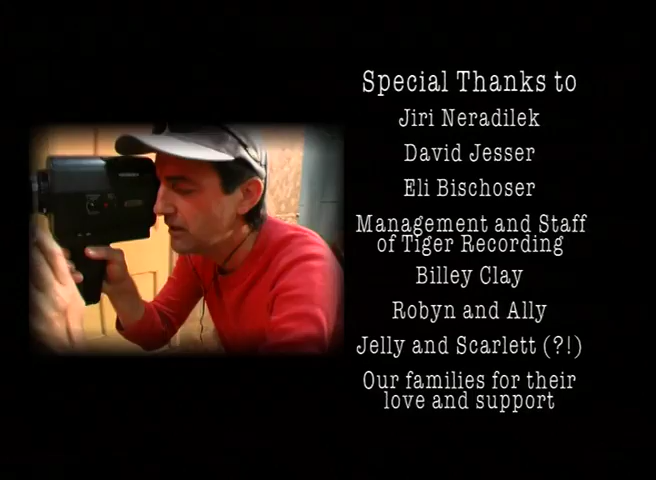 Special Thanks to
Jiri Neradilek
David Jesser
Eli Bischoser
Management and Staff
of Tiger Recording
Billey Clay
Robyn and Ally
Jelly and Scarlett (?!)
Our families for their
love and support